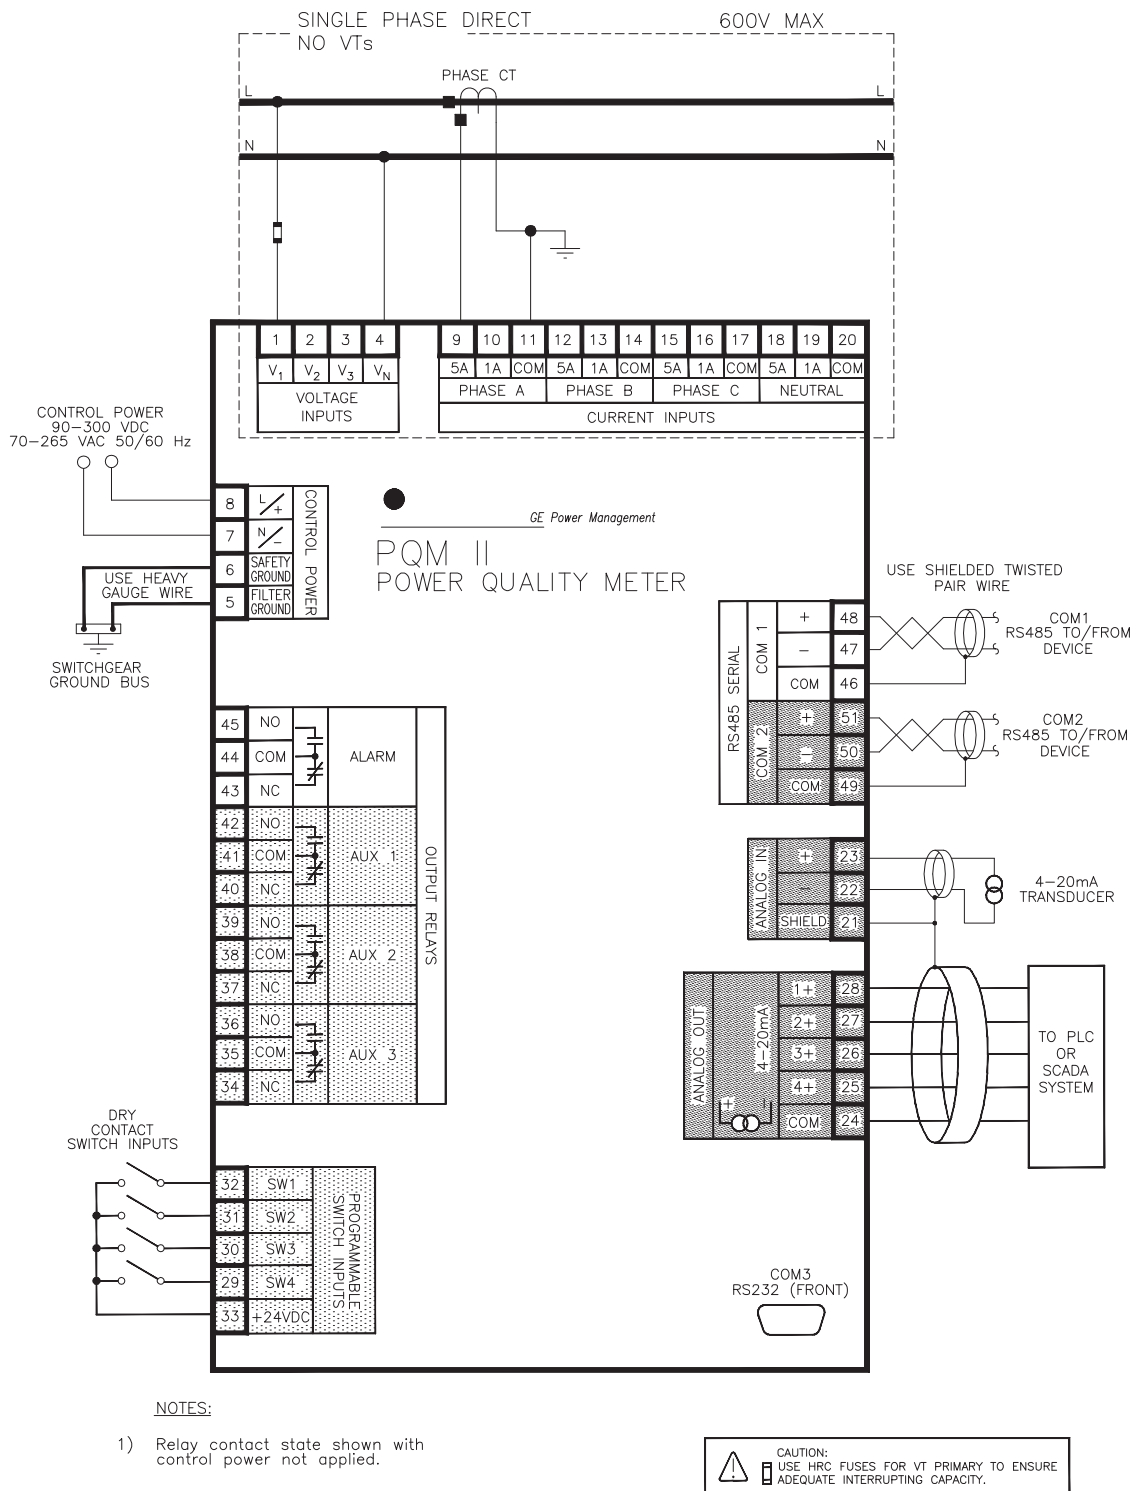 SINGLE PHASE DIRECT
NO VTs
600V MAX
PHASE CT
L
L
N
N
1 2 3 4
V1 V2 V3 VN
VOLTAGE
INPUTS
9 10 11 12 13 14 15 16 17 18 19 20
5A 1A COM 5A 1A COM 5A 1A COM 5A 1A COM
PHASE A PHASE B PHASE C NEUTRAL
CURRENT INPUTS
CONTROL POWER
90-300 VDC
70-265 VAC 50/60 Hz
8 L/+
7 N/-
6 SAFETY GROUND
5 FILTER GROUND
CONTROL POWER
USE HEAVY
GAUGE WIRE
SWITCHGEAR
GROUND BUS
GE Power Management
PQM II
POWER QUALITY METER
USE SHIELDED TWISTED
PAIR WIRE
RS485 SERIAL
COM 1
+ 48
- 47
COM 46
COM1
RS485 TO/FROM
DEVICE
COM 2
+ 51
- 50
COM 49
COM2
RS485 TO/FROM
DEVICE
45 NO
44 COM
43 NC
ALARM
42 NO
41 COM
40 NC
AUX 1
39 NO
38 COM
37 NC
AUX 2
36 NO
35 COM
34 NC
AUX 3
OUTPUT RELAYS
ANALOG IN
+ 23
- 22
SHIELD 21
4-20mA
TRANSDUCER
ANALOG OUT
4-20mA
+ -
1+ 28
2+ 27
3+ 26
4+ 25
COM 24
TO PLC
OR
SCADA
SYSTEM
DRY
CONTACT
SWITCH INPUTS
32 SW1
31 SW2
30 SW3
29 SW4
33 +24VDC
PROGRAMMABLE
SWITCH INPUTS
COM3
RS232 (FRONT)
NOTES:
1) Relay contact state shown with
control power not applied.
CAUTION:
USE HRC FUSES FOR VT PRIMARY TO ENSURE
ADEQUATE INTERRUPTING CAPACITY.